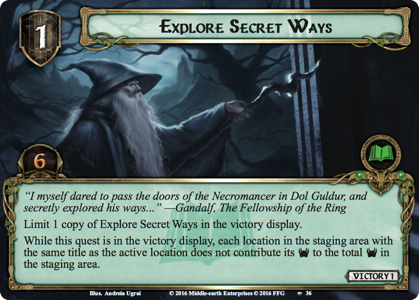 1
Explore Secret Ways
6
"I myself dared to pass the doors of the Necromancer in Dol Guldur, and
secretly explored his ways..." —Gandalf, The Fellowship of the Ring
Limit 1 copy of Explore Secret Ways in the victory display.
While this quest is in the victory display, each location in the staging area with
the same title as the active location does not contribute its to the total in
the staging area.
VICTORY 1
Illus. Andreia Ugrai © 2016 Middle-earth Enterprises © 2016 FFG 36